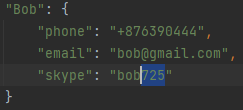 "Bob": {
"phone": "+876390444",
"email": "bob@gmail.com",
"skype": "bob725"
}